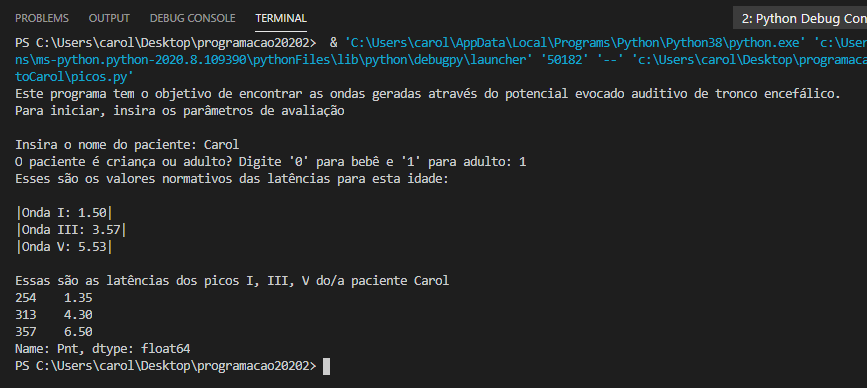 PROBLEMS OUTPUT DEBUG CONSOLE TERMINAL 2: Python Debug Con
PS C:\Users\carol\Desktop\programacao20202> & 'C:\Users\carol\AppData\Local\Programs\Python\Python38\python.exe' 'c:\Us
ns\ms-python.python-2020.8.109390\pythonFiles\lib\python\debugpy\launcher' '50182' '--' 'c:\Users\carol\Desktop\programaca
toCarol\picos.py'
Este programa tem o objetivo de encontrar as ondas geradas através do potencial evocado auditivo de tronco encefálico.
Para iniciar, insira os parâmetros de avaliação
Insira o nome do paciente: Carol
O paciente é criança ou adulto? Digite '0' para bebê e '1' para adulto: 1
Esses são os valores normativos das latências para esta idade:
|Onda I: 1.50|
|Onda III: 3.57|
|Onda V: 5.53|
Essas são as latências dos picos I, III, V do/a paciente Carol
254 1.35
313 4.30
357 6.50
Name: Pnt, dtype: float64
PS C:\Users\carol\Desktop\programacao20202>